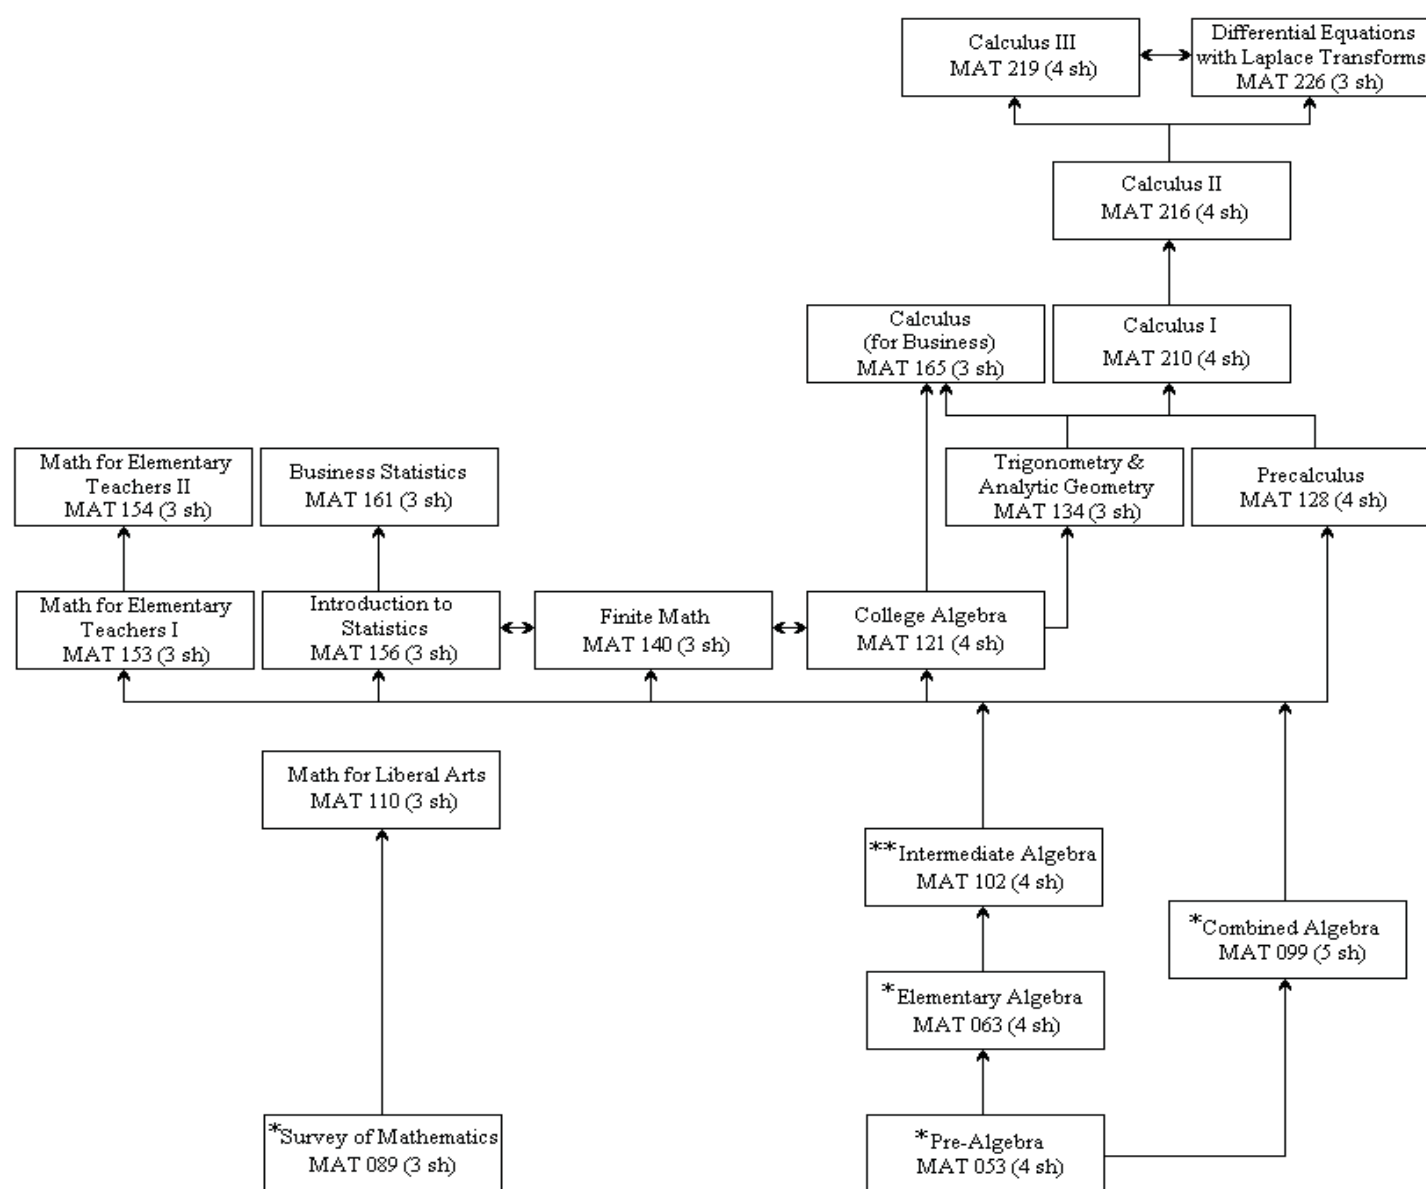 Calculus III
MAT 219 (4 sh)
Differential Equations
with Laplace Transforms
MAT 226 (3 sh)
Calculus II
MAT 216 (4 sh)
Calculus
(for Business)
MAT 165 (3 sh)
Calculus I
MAT 210 (4 sh)
Math for Elementary
Teachers II
MAT 154 (3 sh)
Business Statistics
MAT 161 (3 sh)
Trigonometry &
Analytic Geometry
MAT 134 (3 sh)
Precalculus
MAT 128 (4 sh)
Math for Elementary
Teachers I
MAT 153 (3 sh)
Introduction to
Statistics
MAT 156 (3 sh)
Finite Math
MAT 140 (3 sh)
College Algebra
MAT 121 (4 sh)
Math for Liberal Arts
MAT 110 (3 sh)
**Intermediate Algebra
MAT 102 (4 sh)
*Combined Algebra
MAT 099 (5 sh)
*Elementary Algebra
MAT 063 (4 sh)
*Survey of Mathematics
MAT 089 (3 sh)
*Pre-Algebra
MAT 053 (4 sh)